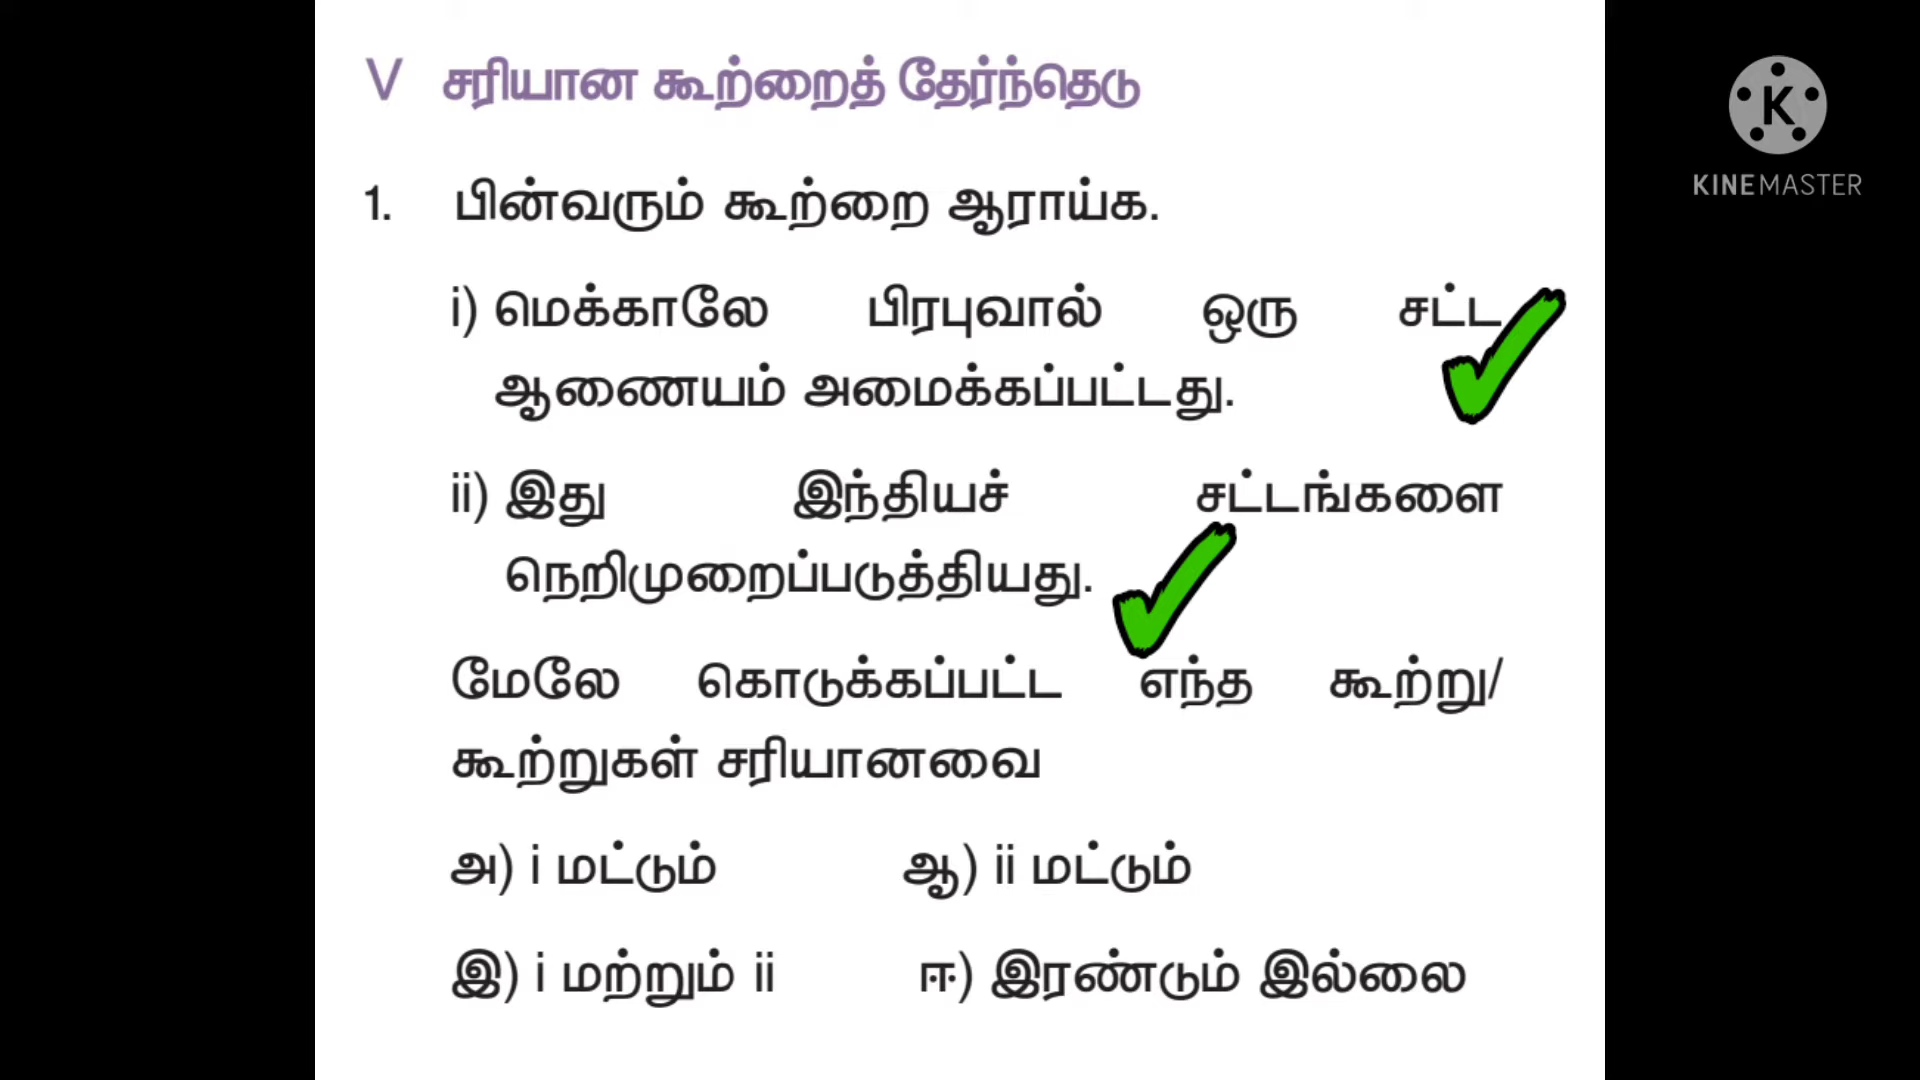 V சரியான கூற்றைத் தேர்ந்தெடு
1. பின்வரும் கூற்றை ஆராய்க.
i) மெக்காலே பிரபுவால் ஒரு சட்ட
ஆணையம் அமைக்கப்பட்டது.
ii) இது இந்தியச் சட்டங்களை
நெறிமுறைப்படுத்தியது.
மேலே கொடுக்கப்பட்ட எந்த கூற்று/
கூற்றுகள் சரியானவை
அ) i மட்டும் ஆ) ii மட்டும்
இ) i மற்றும் ii ஈ) இரண்டும் இல்லை
K
KINEMASTER